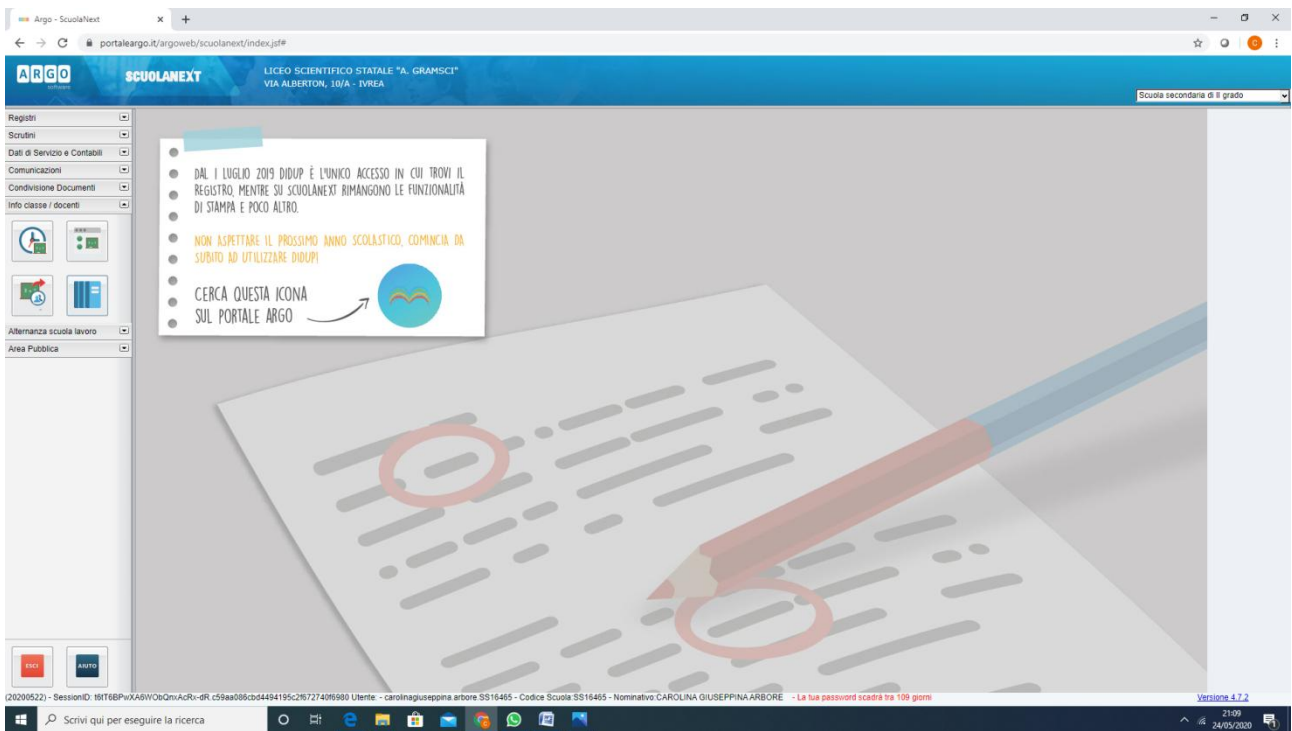 Argo - ScuolaNext
portaleargo.it/argoweb/scuolanext/index.jsf#
ARGO
software
SCUOLANEXT
LICEO SCIENTIFICO STATALE "A. GRAMSCI"
VIA ALBERTON, 10/A - IVREA
Scuola secondaria di II grado
Registri
Scrutini
Dati di Servizio e Contabili
Comunicazioni
Condivisione Documenti
Info classe / docenti
Alternanza scuola lavoro
Area Pubblica
DAL 1 LUGLIO 2019 DIDUP È L'UNICO ACCESSO IN CUI TROVI IL
REGISTRO, MENTRE SU SCUOLANEXT RIMANGONO LE FUNZIONALITÀ
DI STAMPA E POCO ALTRO.
NON ASPETTARE IL PROSSIMO ANNO SCOLASTICO, COMINCIA DA
SUBITO AD UTILIZZARE DIDUP!
CERCA QUESTA ICONA
SUL PORTALE ARGO
ESCI
AIUTO
(20200522) - SessionID: Utente: - carolinagiuseppina.arbore.SS16465 - Codice Scuola:SS16465 - Nominativo:CAROLINA GIUSEPPINA ARBORE - La tua password scadrà tra 109 giorni
Versione 4.7.2
Scrivi qui per eseguire la ricerca
21:09
24/05/2020